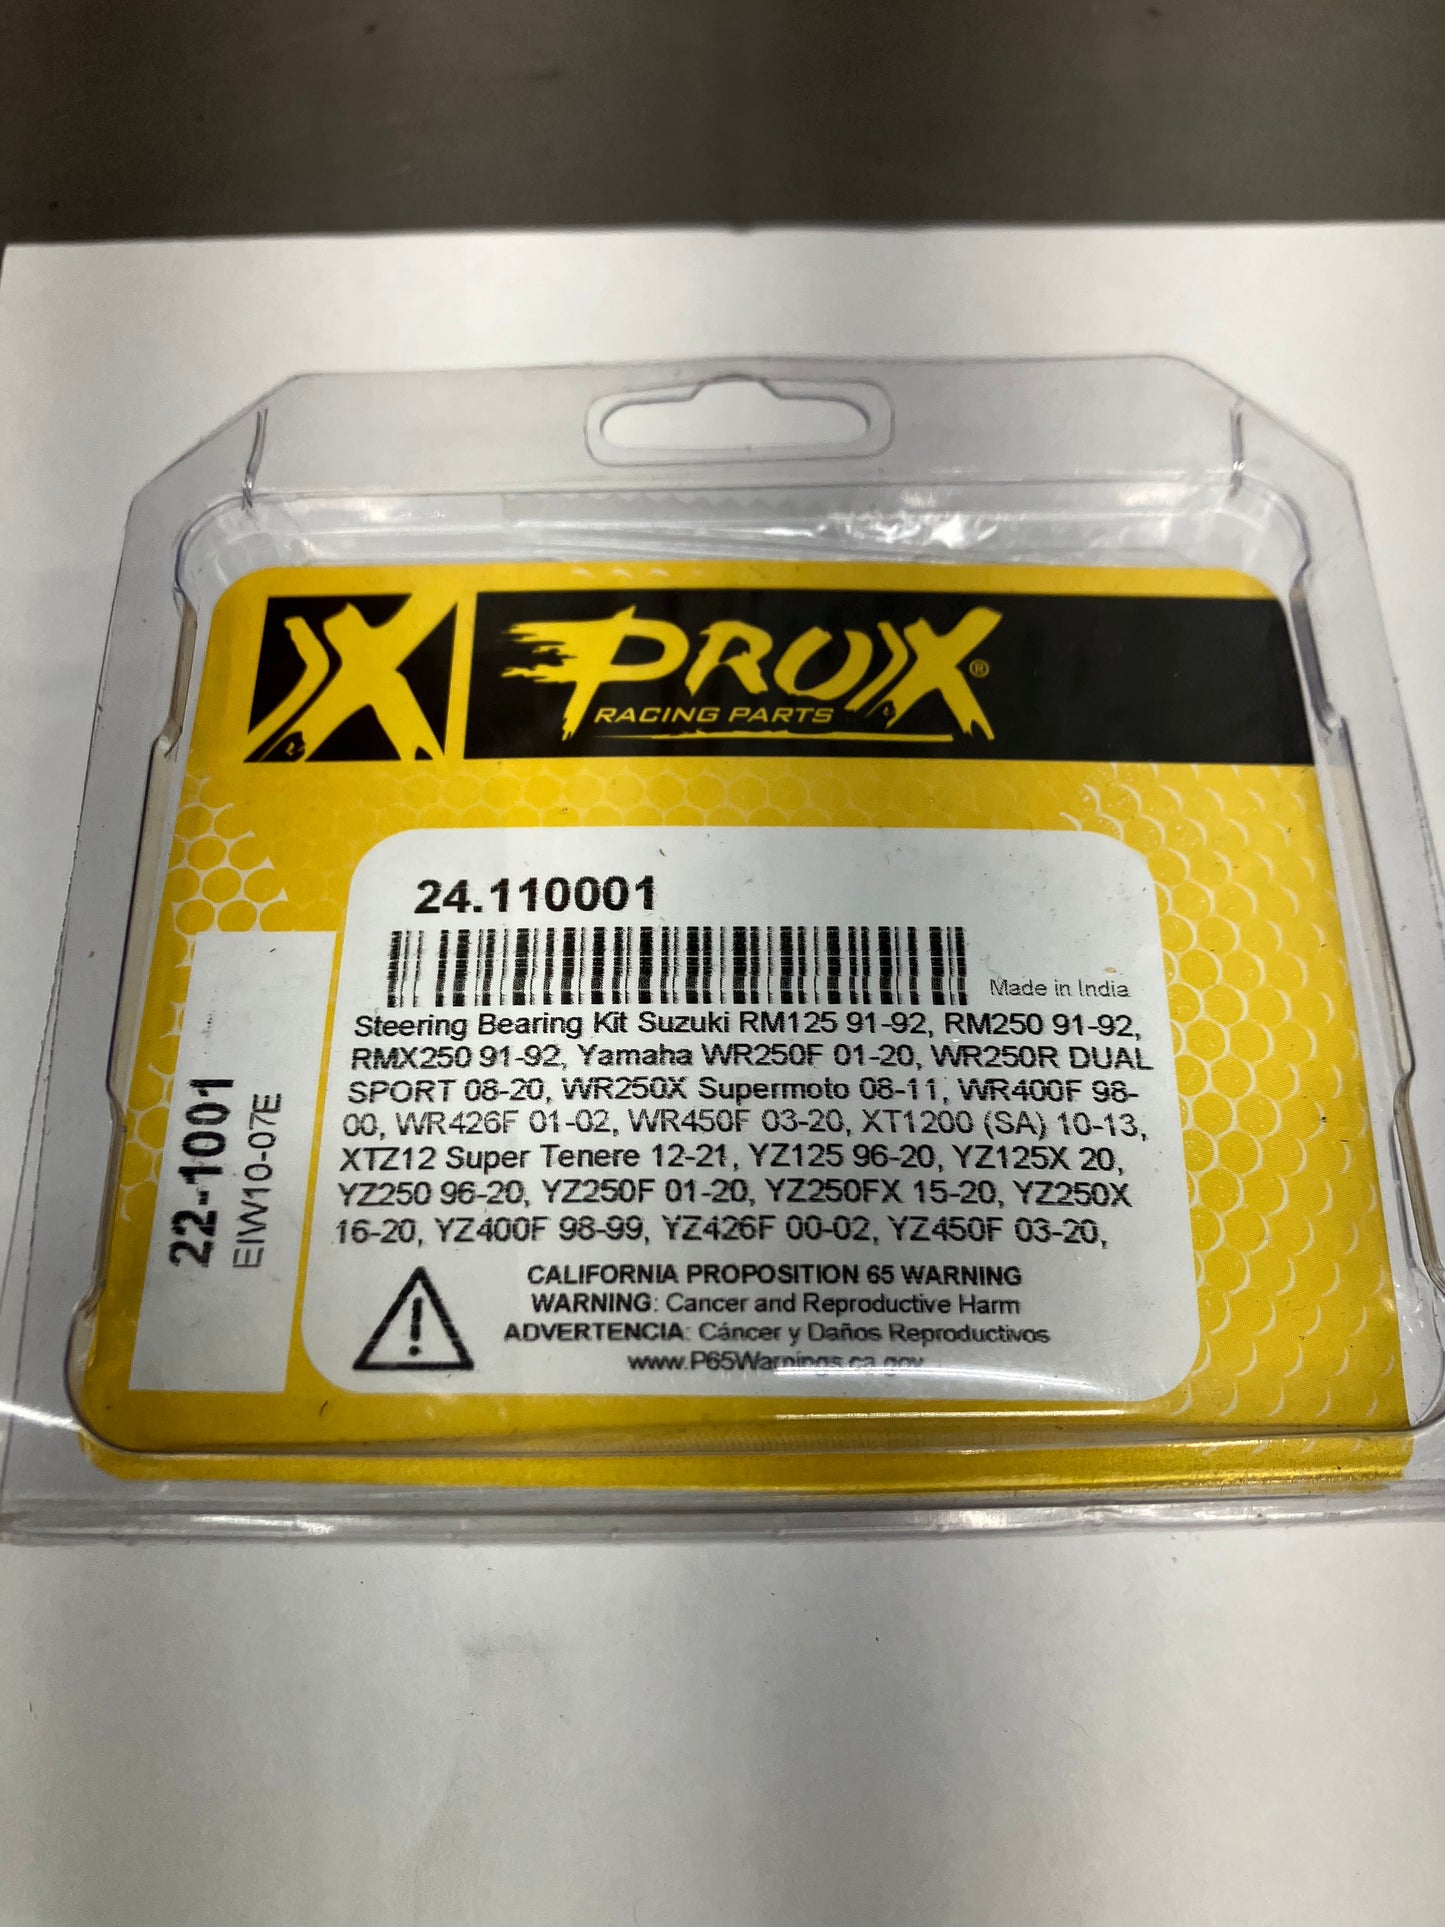 PROX®
RACING PARTS
24.110001
Made in India
Steering Bearing Kit Suzuki RM125 91-92, RM250 91-92,
RMX250 91-92, Yamaha WR250F 01-20, WR250R DUAL
SPORT 08-20, WR250X Supermoto 08-11, WR400F 98-
00, WR426F 01-02, WR450F 03-20, XT1200 (SA) 10-13,
XTZ12 Super Tenere 12-21, YZ125 96-20, YZ125X 20,
YZ250 96-20, YZ250F 01-20, YZ250FX 15-20, YZ250X
16-20, YZ400F 98-99, YZ426F 00-02, YZ450F 03-20,
CALIFORNIA PROPOSITION 65 WARNING
WARNING: Cancer and Reproductive Harm
ADVERTENCIA: Cáncer y Daños Reproductivos
www.P65Warnings.ca.gov
22-1001
EIW10-07E